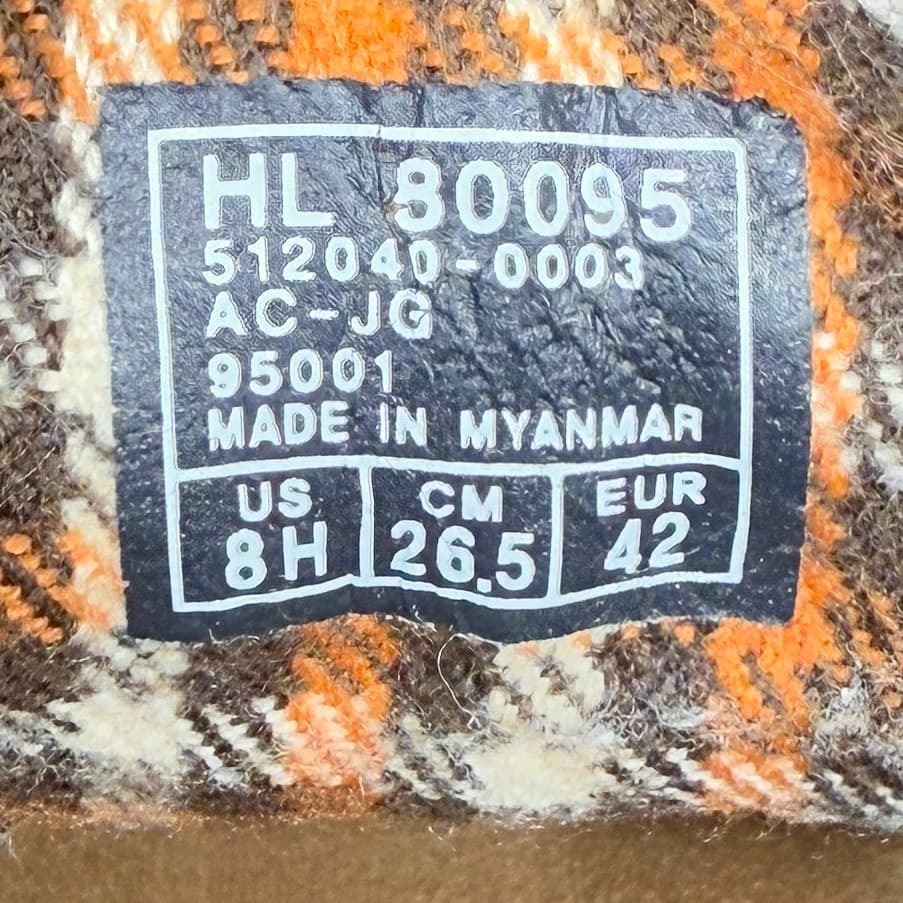 HL 80095
512040-0003
AC-JG
95001
MADE IN MYANMAR
US CM EUR
8H 26.5 42